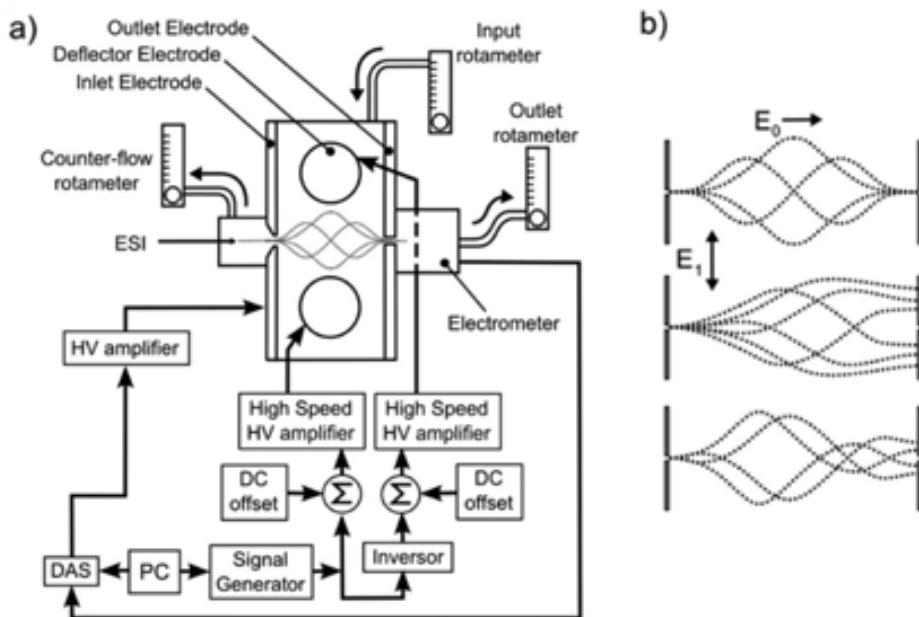 a)
Outlet Electrode
Deflector Electrode
Inlet Electrode
Input
rotameter
Outlet
rotameter
Counter-flow
rotameter
ESI
Electrometer
HV amplifier
High Speed
HV amplifier
High Speed
HV amplifier
DC
offset
Σ
Σ
DC
offset
DAS
PC
Signal
Generator
Inversor
b)
E₀
E₁